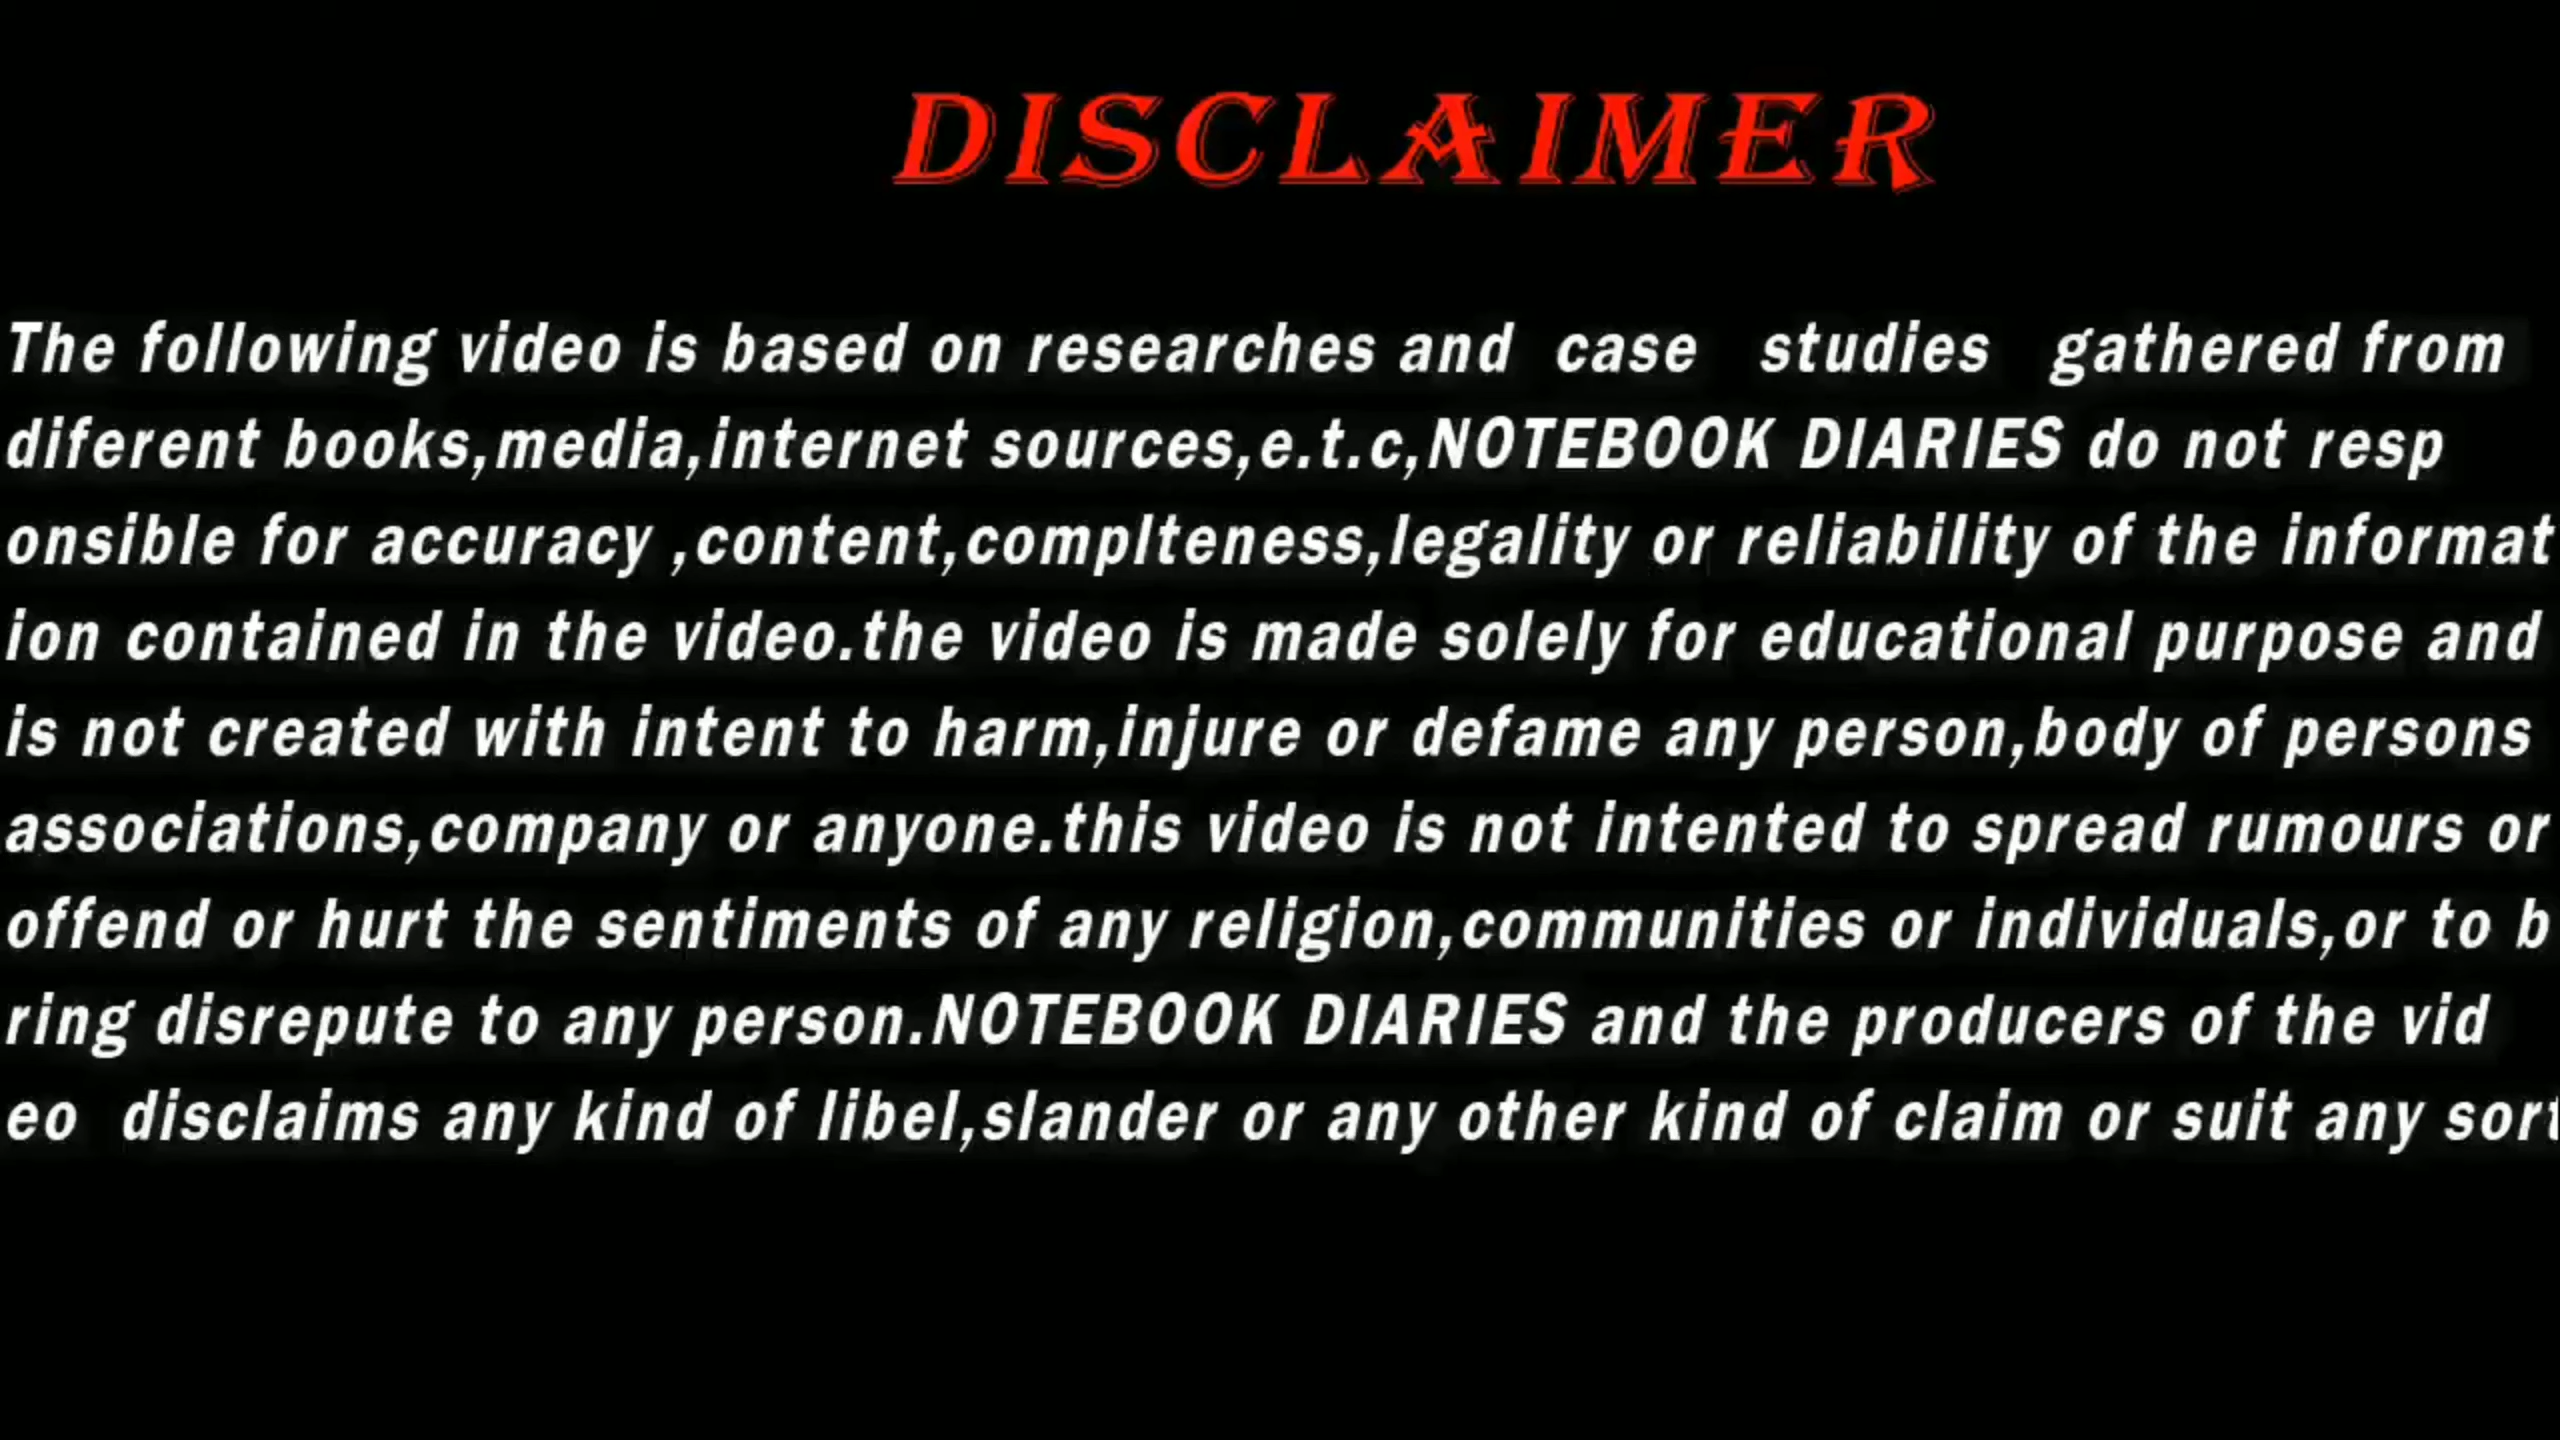 DISCLAIMER
The following video is based on researches and case studies gathered from
diferent books,media,internet sources,e.t.c,NOTEBOOK DIARIES do not resp
onsible for accuracy ,content,complteness,legality or reliability of the informat
ion contained in the video.the video is made solely for educational purpose and
is not created with intent to harm,injure or defame any person,body of persons
associations,company or anyone.this video is not intented to spread rumours or
offend or hurt the sentiments of any religion,communities or individuals,or to b
ring disrepute to any person.NOTEBOOK DIARIES and the producers of the vid
eo disclaims any kind of libel,slander or any other kind of claim or suit any sort